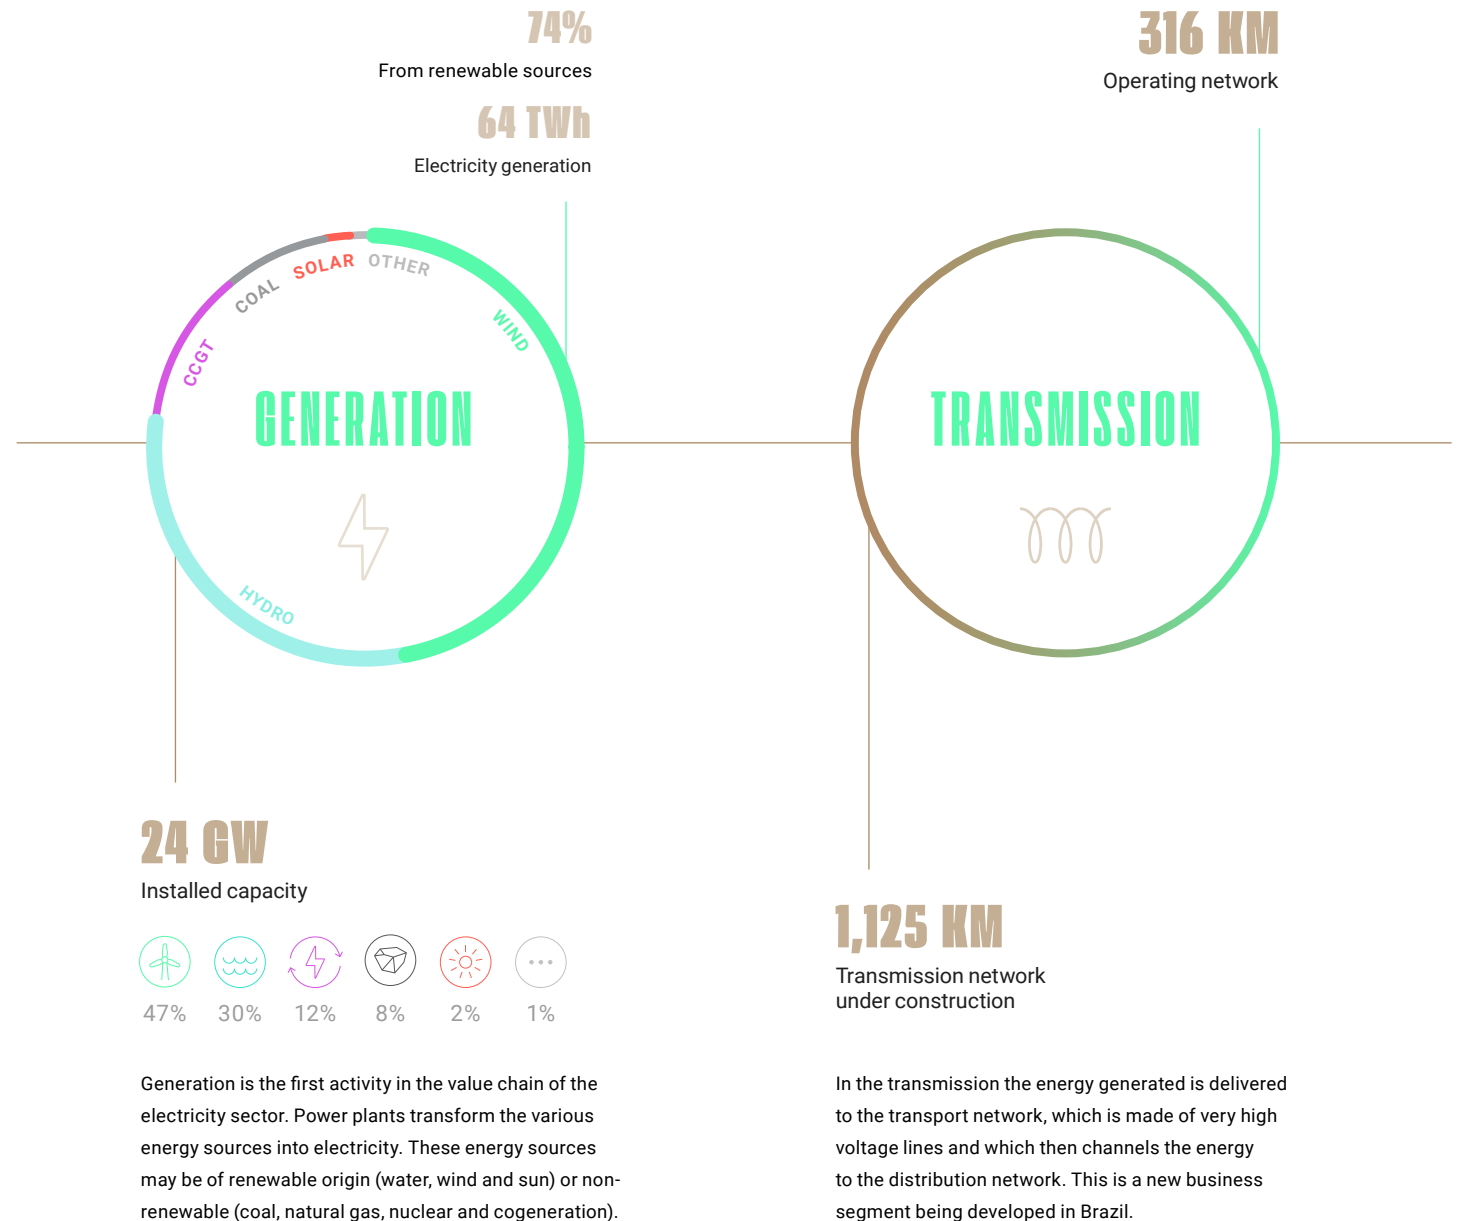 74%
From renewable sources
64 TWh
Electricity generation
OTHER
SOLAR
COAL
CCGT
WIND
HYDRO
GENERATION
24 GW
Installed capacity
47% 30% 12% 8% 2% 1%
Generation is the first activity in the value chain of the
electricity sector. Power plants transform the various
energy sources into electricity. These energy sources
may be of renewable origin (water, wind and sun) or non-
renewable (coal, natural gas, nuclear and cogeneration).
316 KM
Operating network
TRANSMISSION
1,125 KM
Transmission network
under construction
In the transmission the energy generated is delivered
to the transport network, which is made of very high
voltage lines and which then channels the energy
to the distribution network. This is a new business
segment being developed in Brazil.